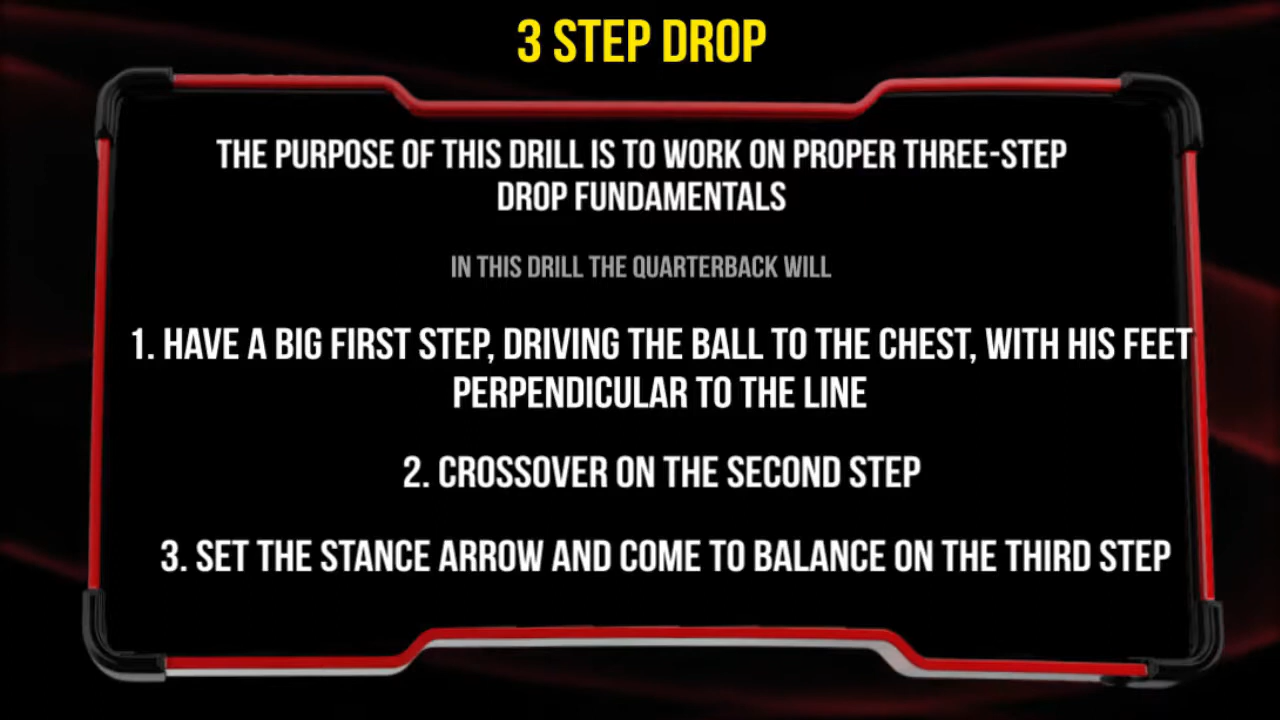 3 STEP DROP
THE PURPOSE OF THIS DRILL IS TO WORK ON PROPER THREE-STEP
DROP FUNDAMENTALS
IN THIS DRILL THE QUARTERBACK WILL
1. HAVE A BIG FIRST STEP, DRIVING THE BALL TO THE CHEST, WITH HIS FEET
PERPENDICULAR TO THE LINE
2. CROSSOVER ON THE SECOND STEP
3. SET THE STANCE ARROW AND COME TO BALANCE ON THE THIRD STEP